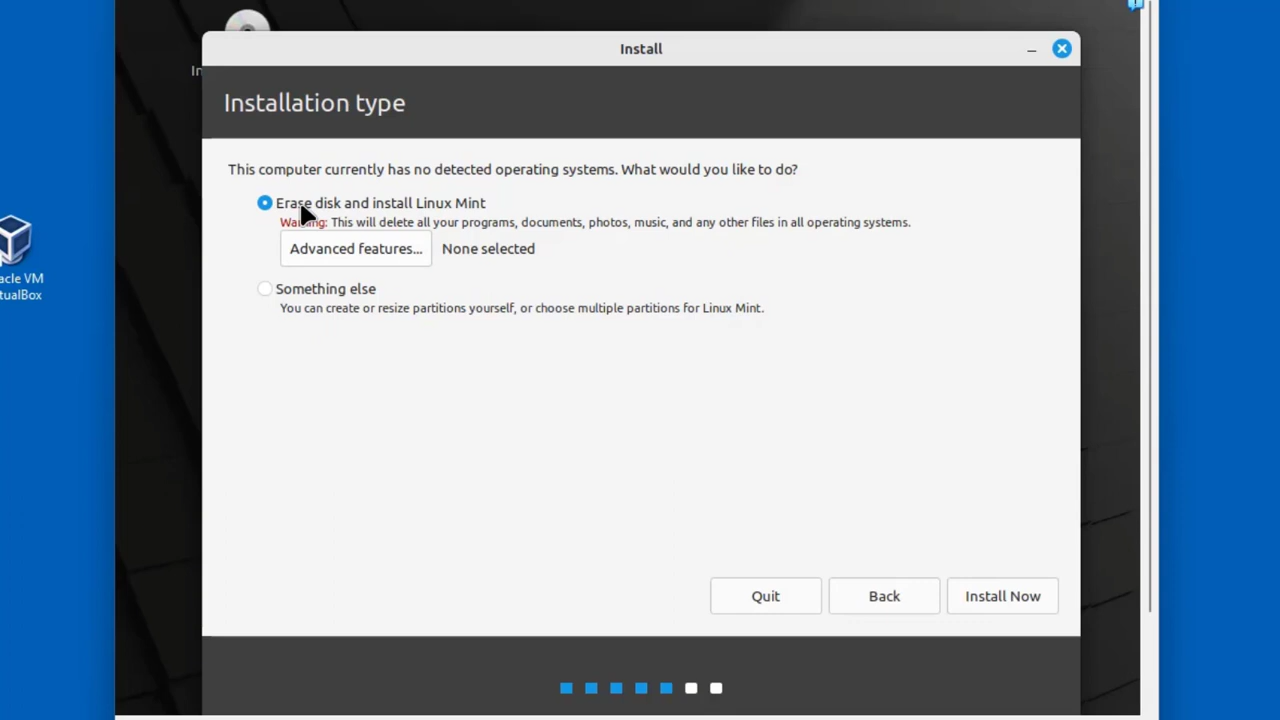 Install
Installation type
This computer currently has no detected operating systems. What would you like to do?
Erase disk and install Linux Mint
Warning: This will delete all your programs, documents, photos, music, and any other files in all operating systems.
Advanced features... None selected
Something else
You can create or resize partitions yourself, or choose multiple partitions for Linux Mint.
Quit Back Install Now
acle VM
tualBox
In